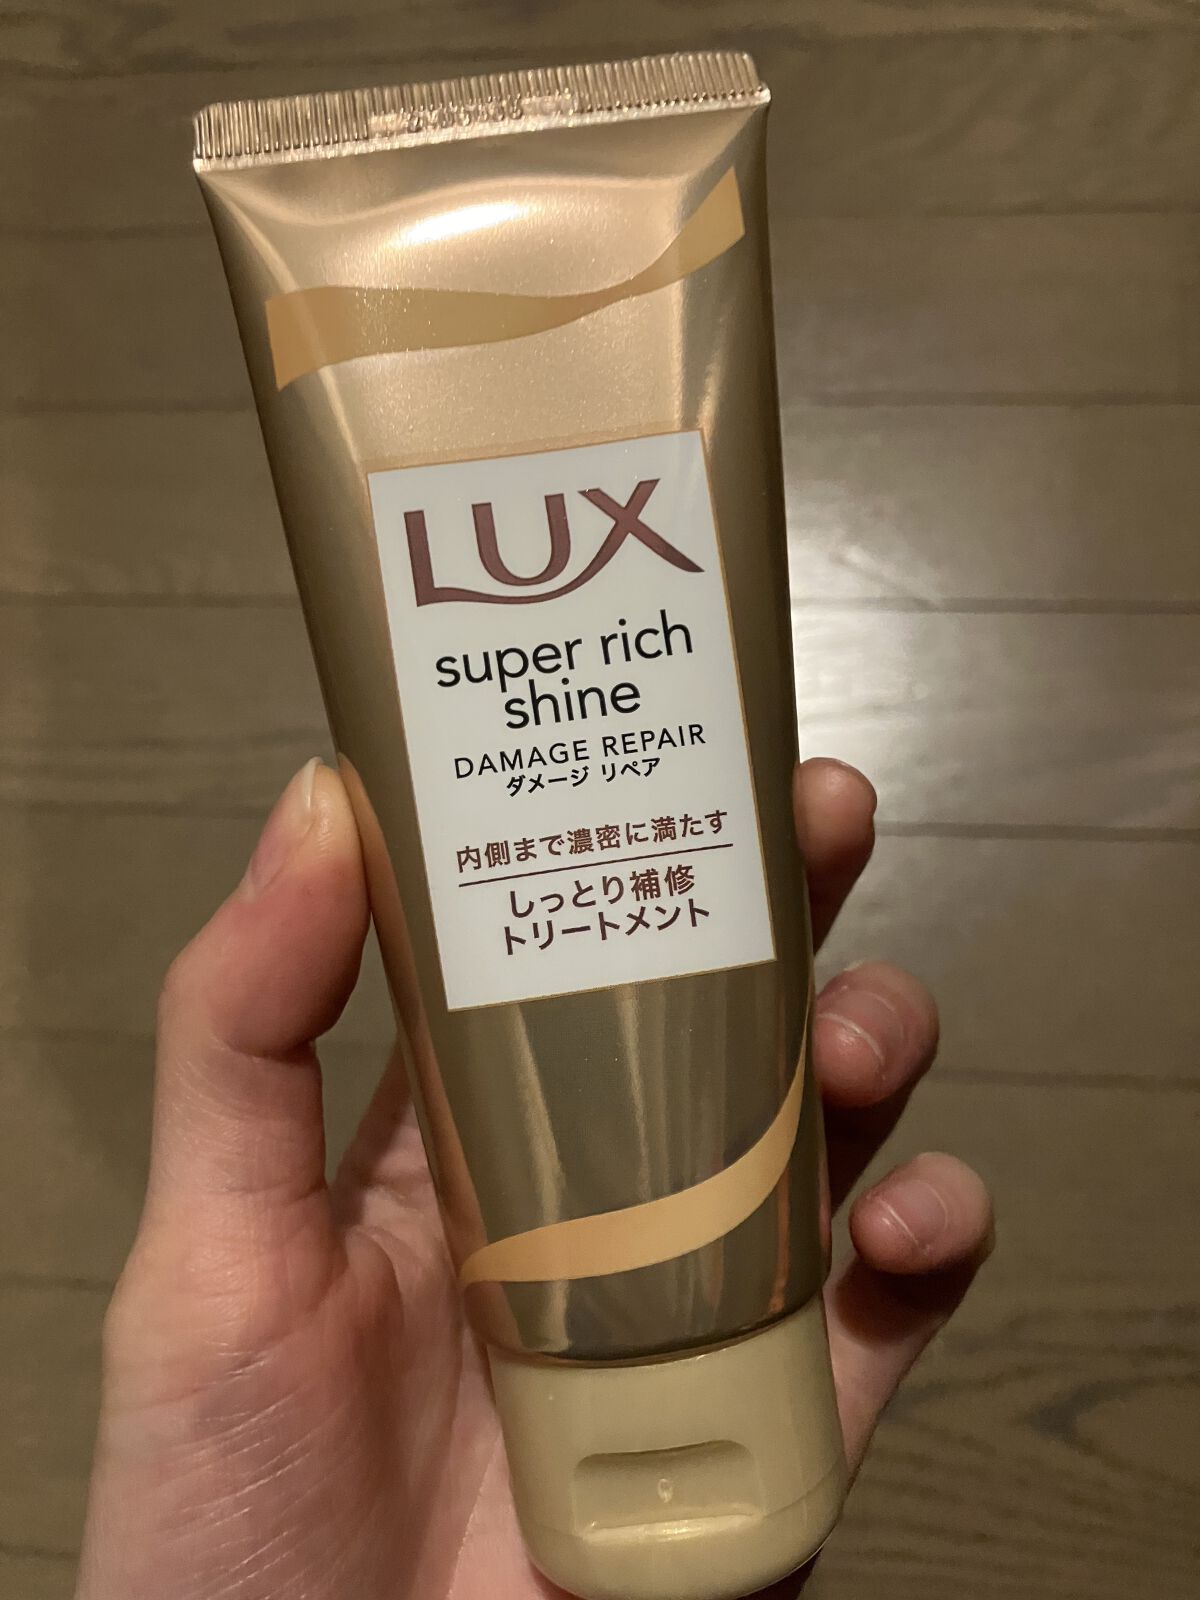 LUX
super rich
shine
DAMAGE REPAIR
ダメージ リペア
内側まで濃密に満たす
しっとり補修
トリートメント